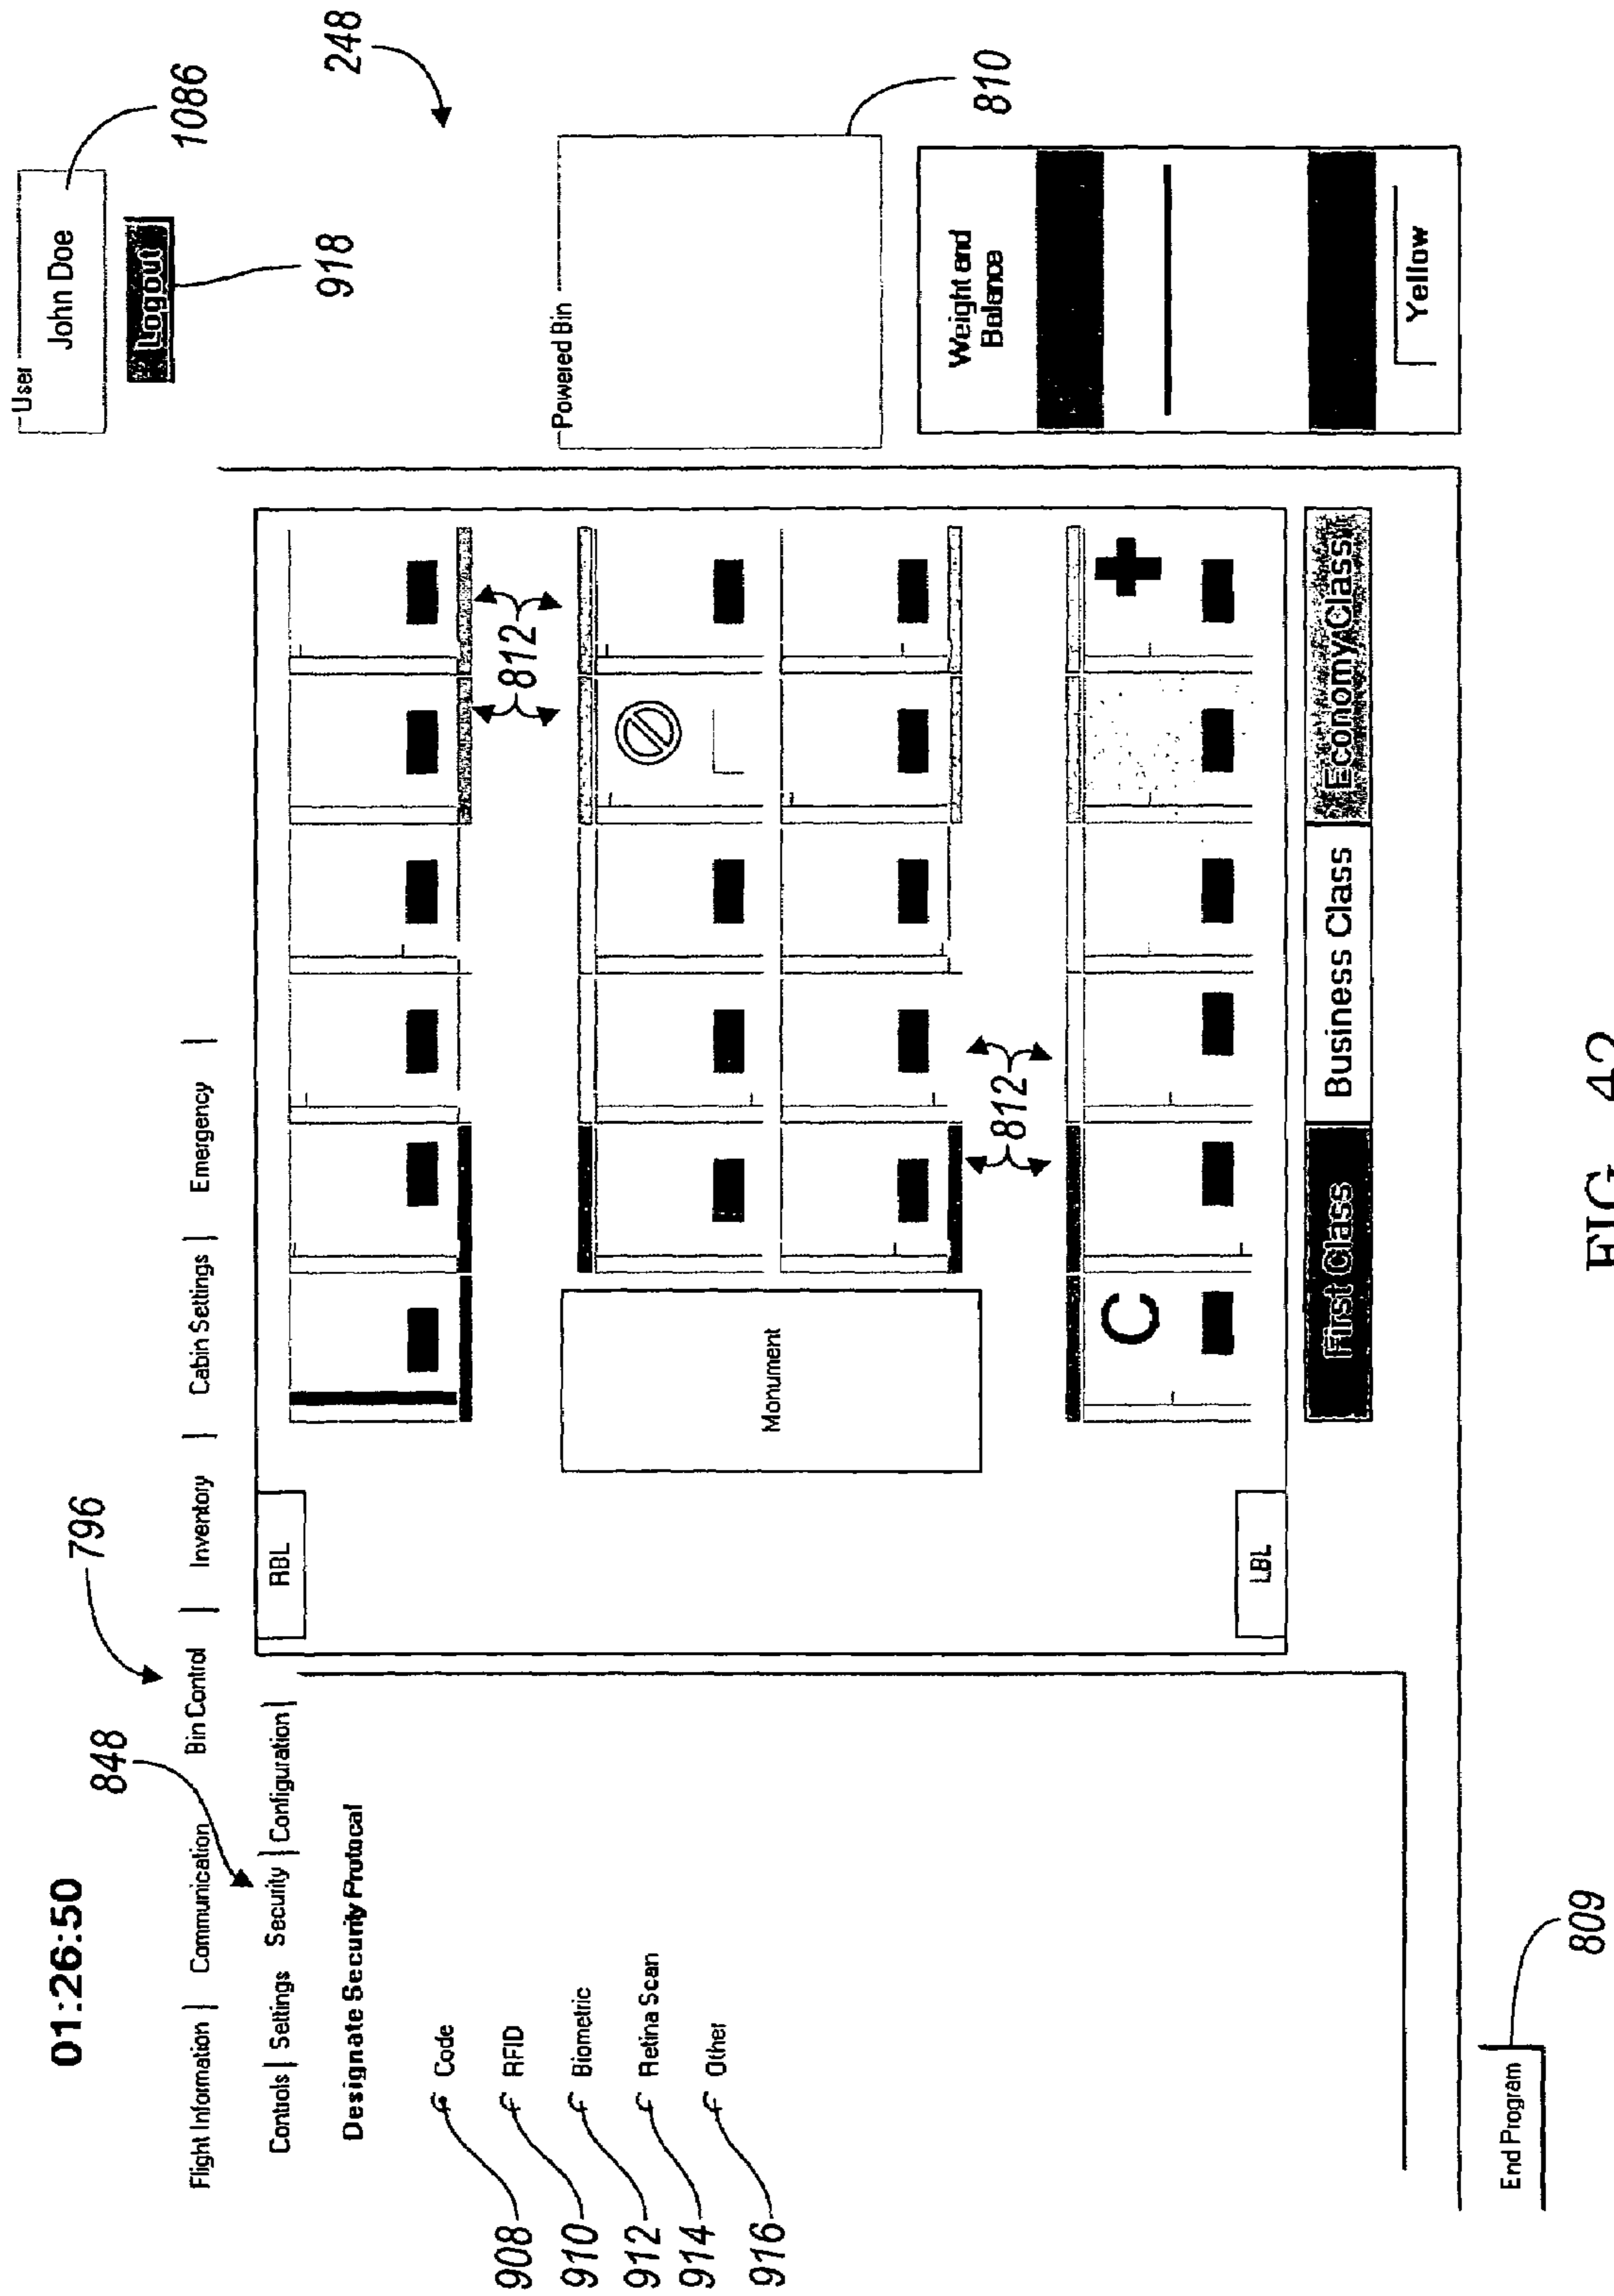 01:26:50
User
John Doe
1086
Logout
918
248
796
848
Flight Information | Communication Bin Control | Inventory | Cabin Settings | Emergency |
Controls | Settings Security | Configuration |
Designate Security Protocal
Code
RFID
Biometric
Retina Scan
Other
908
910
912
914
916
RBL
LBL
Monument
C
812
812
Powered Bin
810
Weight and
Balance
Yellow
First Class
Business Class
Economy Class
End Program
809
FIG. 42